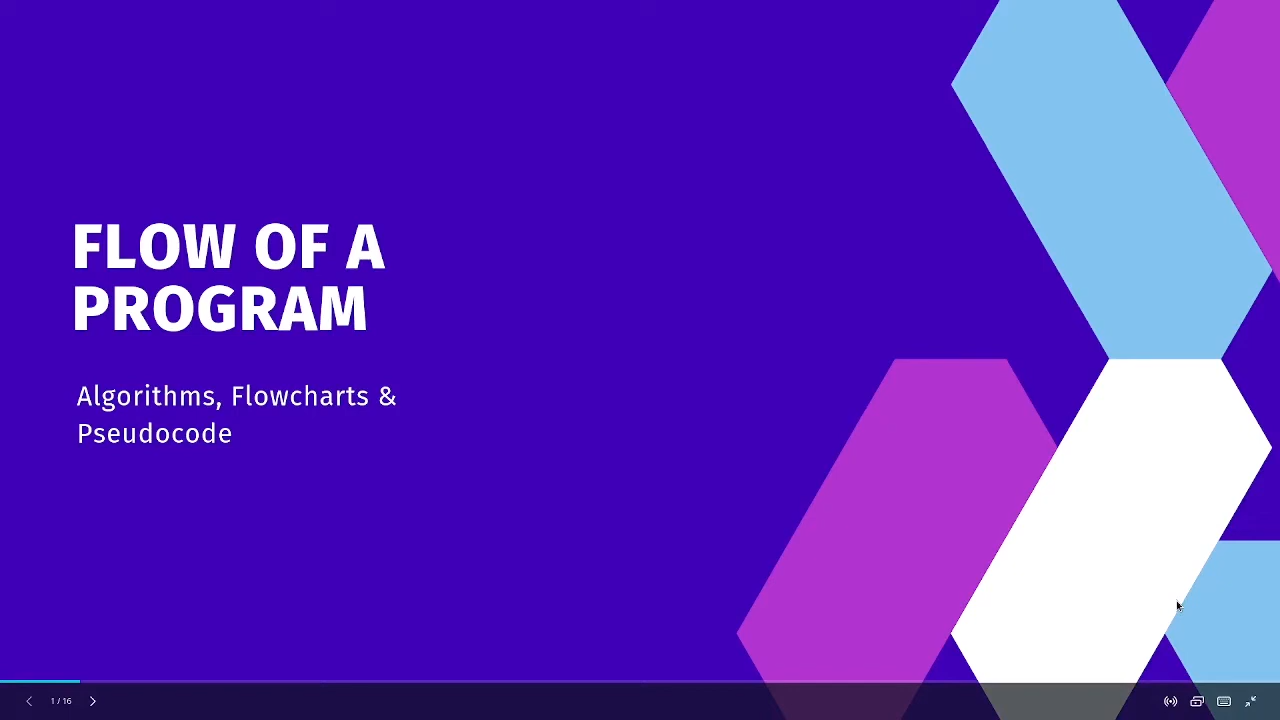 FLOW OF A
PROGRAM
Algorithms, Flowcharts &
Pseudocode
1 / 16